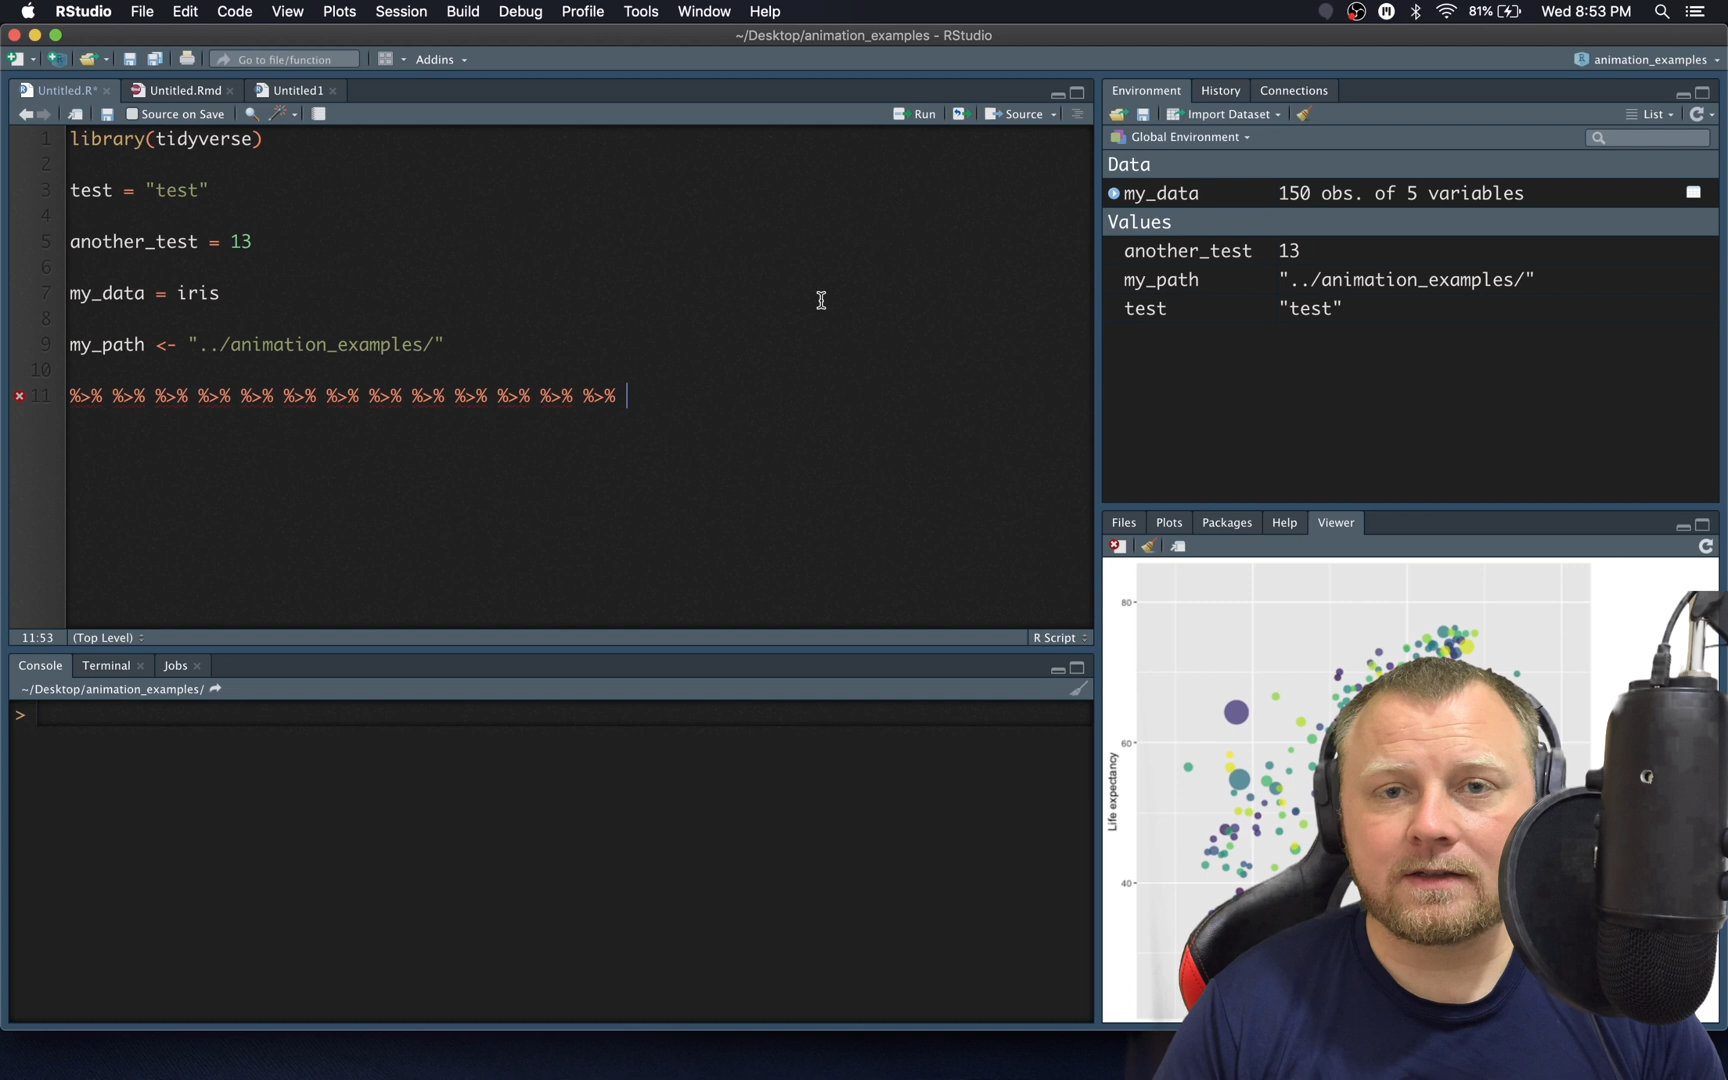 RStudio File Edit Code View Plots Session Build Debug Profile Tools Window Help 81% Wed 8:53 PM
~/Desktop/animation_examples - RStudio
Go to file/function Addins animation_examples
Untitled.R* Untitled.Rmd Untitled1
Source on Save Run Source
1 library(tidyverse)
2
3 test = "test"
4
5 another_test = 13
6
7 my_data = iris
8
9 my_path <- "../animation_examples/"
10
11 %>% %>% %>% %>% %>% %>% %>% %>% %>% %>% %>% %>% %>%
11:53 (Top Level) R Script
Console Terminal Jobs
~/Desktop/animation_examples/
>
Environment History Connections
Import Dataset List
Global Environment
Data
my_data 150 obs. of 5 variables
Values
another_test 13
my_path "../animation_examples/"
test "test"
Files Plots Packages Help Viewer
80
60
40
Life expectancy